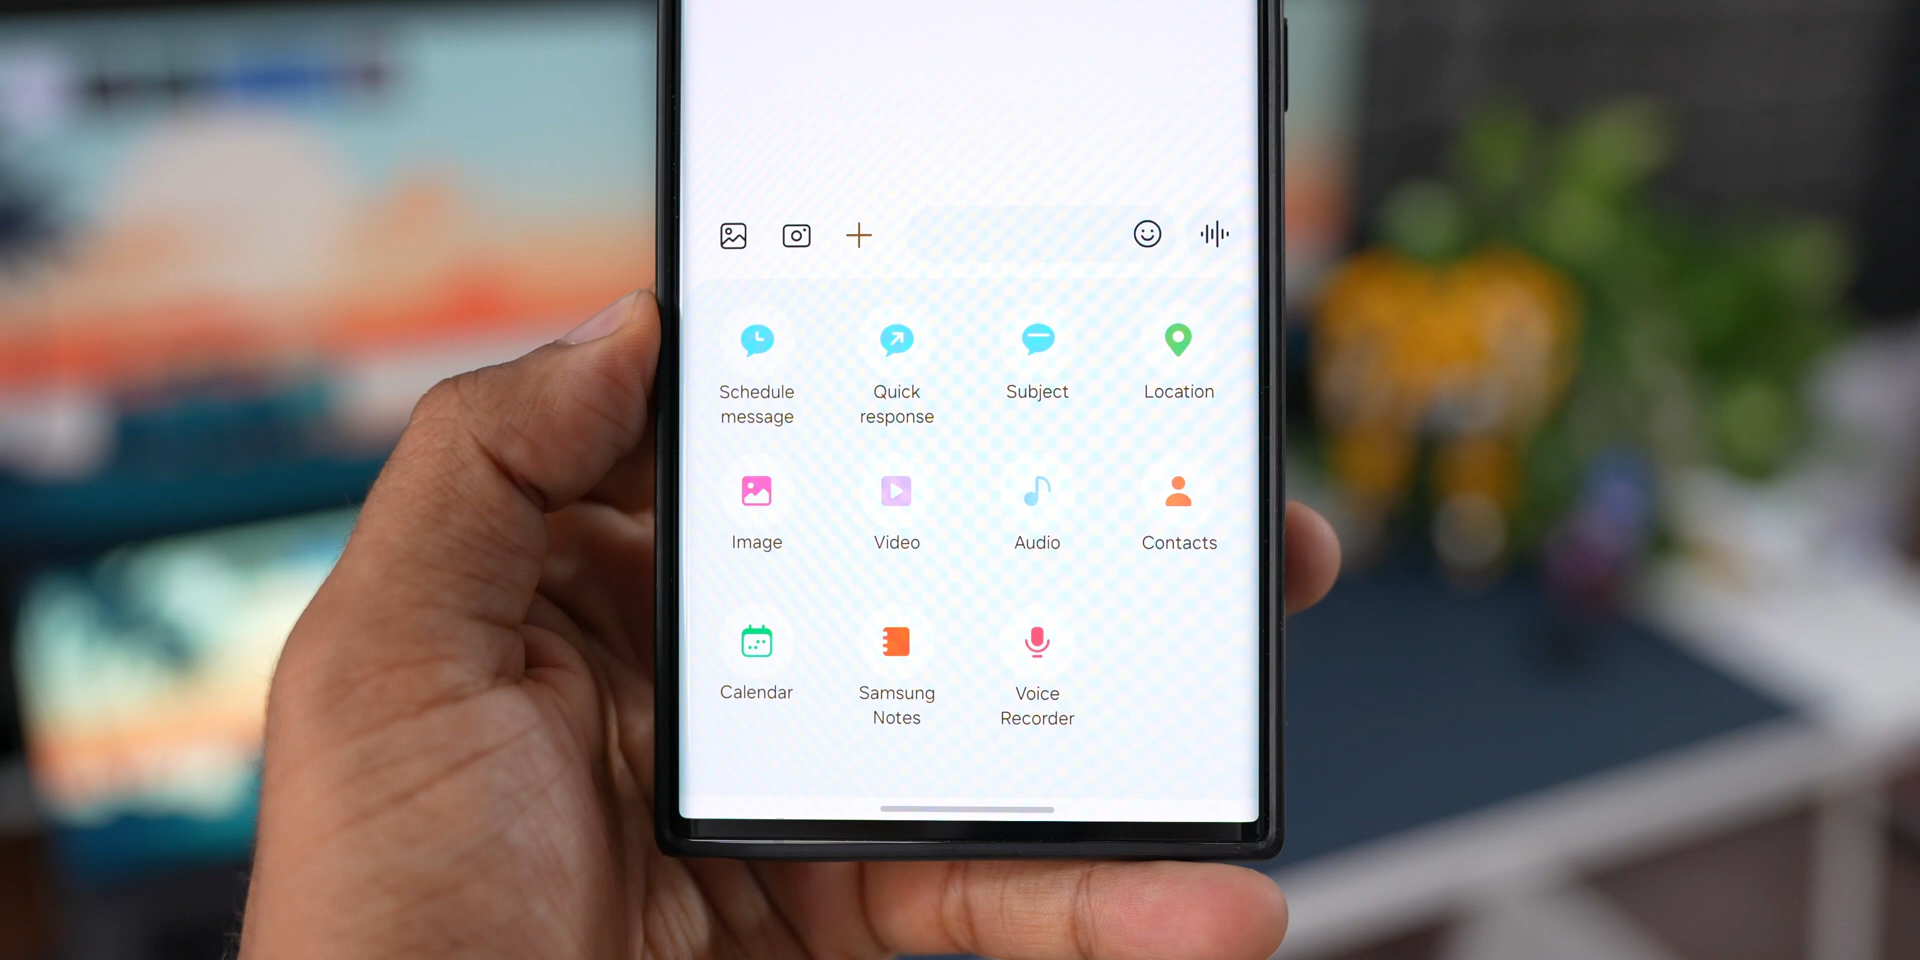 Schedule
message
Quick
response
Subject
Location
Image
Video
Audio
Contacts
Calendar
Samsung
Notes
Voice
Recorder